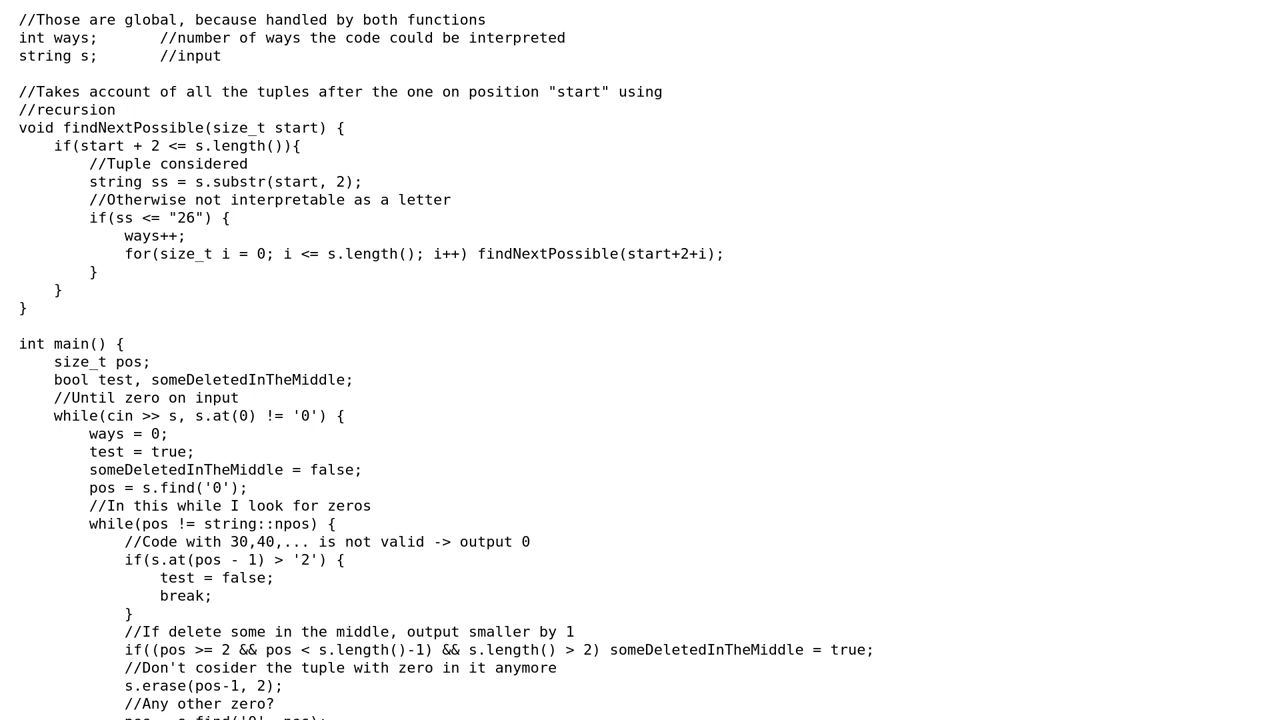 //Those are global, because handled by both functions
int ways;       //number of ways the code could be interpreted
string s;       //input

//Takes account of all the tuples after the one on position "start" using
//recursion
void findNextPossible(size_t start) {
    if(start + 2 <= s.length()){
        //Tuple considered
        string ss = s.substr(start, 2);
        //Otherwise not interpretable as a letter
        if(ss <= "26") {
            ways++;
            for(size_t i = 0; i <= s.length(); i++) findNextPossible(start+2+i);
        }
    }
}

int main() {
    size_t pos;
    bool test, someDeletedInTheMiddle;
    //Until zero on input
    while(cin >> s, s.at(0) != '0') {
        ways = 0;
        test = true;
        someDeletedInTheMiddle = false;
        pos = s.find('0');
        //In this while I look for zeros
        while(pos != string::npos) {
            //Code with 30,40,... is not valid -> output 0
            if(s.at(pos - 1) > '2') {
                test = false;
                break;
            }
            //If delete some in the middle, output smaller by 1
            if((pos >= 2 && pos < s.length()-1) && s.length() > 2) someDeletedInTheMiddle = true;
            //Don't cosider the tuple with zero in it anymore
            s.erase(pos-1, 2);
            //Any other zero?
            pos = s.find('0', pos);